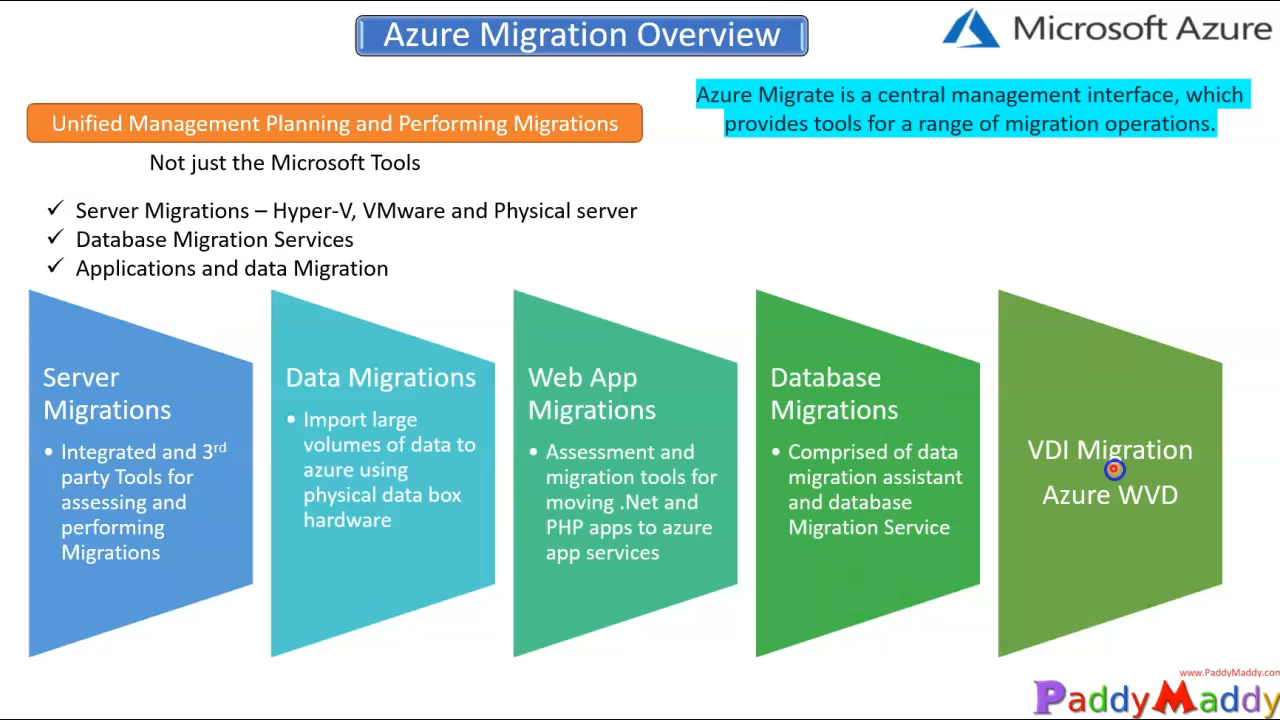 Azure Migration Overview
Microsoft Azure
Azure Migrate is a central management interface, which
provides tools for a range of migration operations.
Unified Management Planning and Performing Migrations
Not just the Microsoft Tools
✓ Server Migrations – Hyper-V, VMware and Physical server
✓ Database Migration Services
✓ Applications and data Migration
Server
Migrations
• Integrated and 3rd
party Tools for
assessing and
performing
Migrations
Data Migrations
• Import large
volumes of data to
azure using
physical data box
hardware
Web App
Migrations
• Assessment and
migration tools for
moving .Net and
PHP apps to azure
app services
Database
Migrations
• Comprised of data
migration assistant
and database
Migration Service
VDI Migration
Azure WVD
www.PaddyMaddy.com
PaddyMaddy